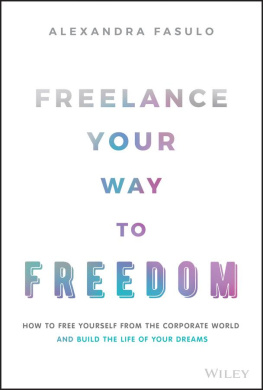 ALEXANDRA FASULO
FREELANCE
YOUR
WAY
TO
FREEDOM
HOW TO FREE YOURSELF FROM THE CORPORATE WORLD
AND BUILD THE LIFE OF YOUR DREAMS
WILEY